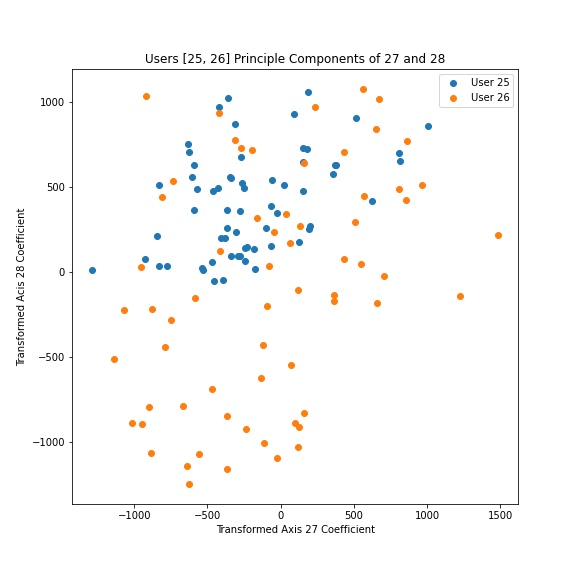 Users [25, 26] Principle Components of 27 and 28
User 25
User 26
Transformed Acis 28 Coefficient
1000
500
0
−500
−1000
−1000
−500
0
500
1000
1500
Transformed Axis 27 Coefficient